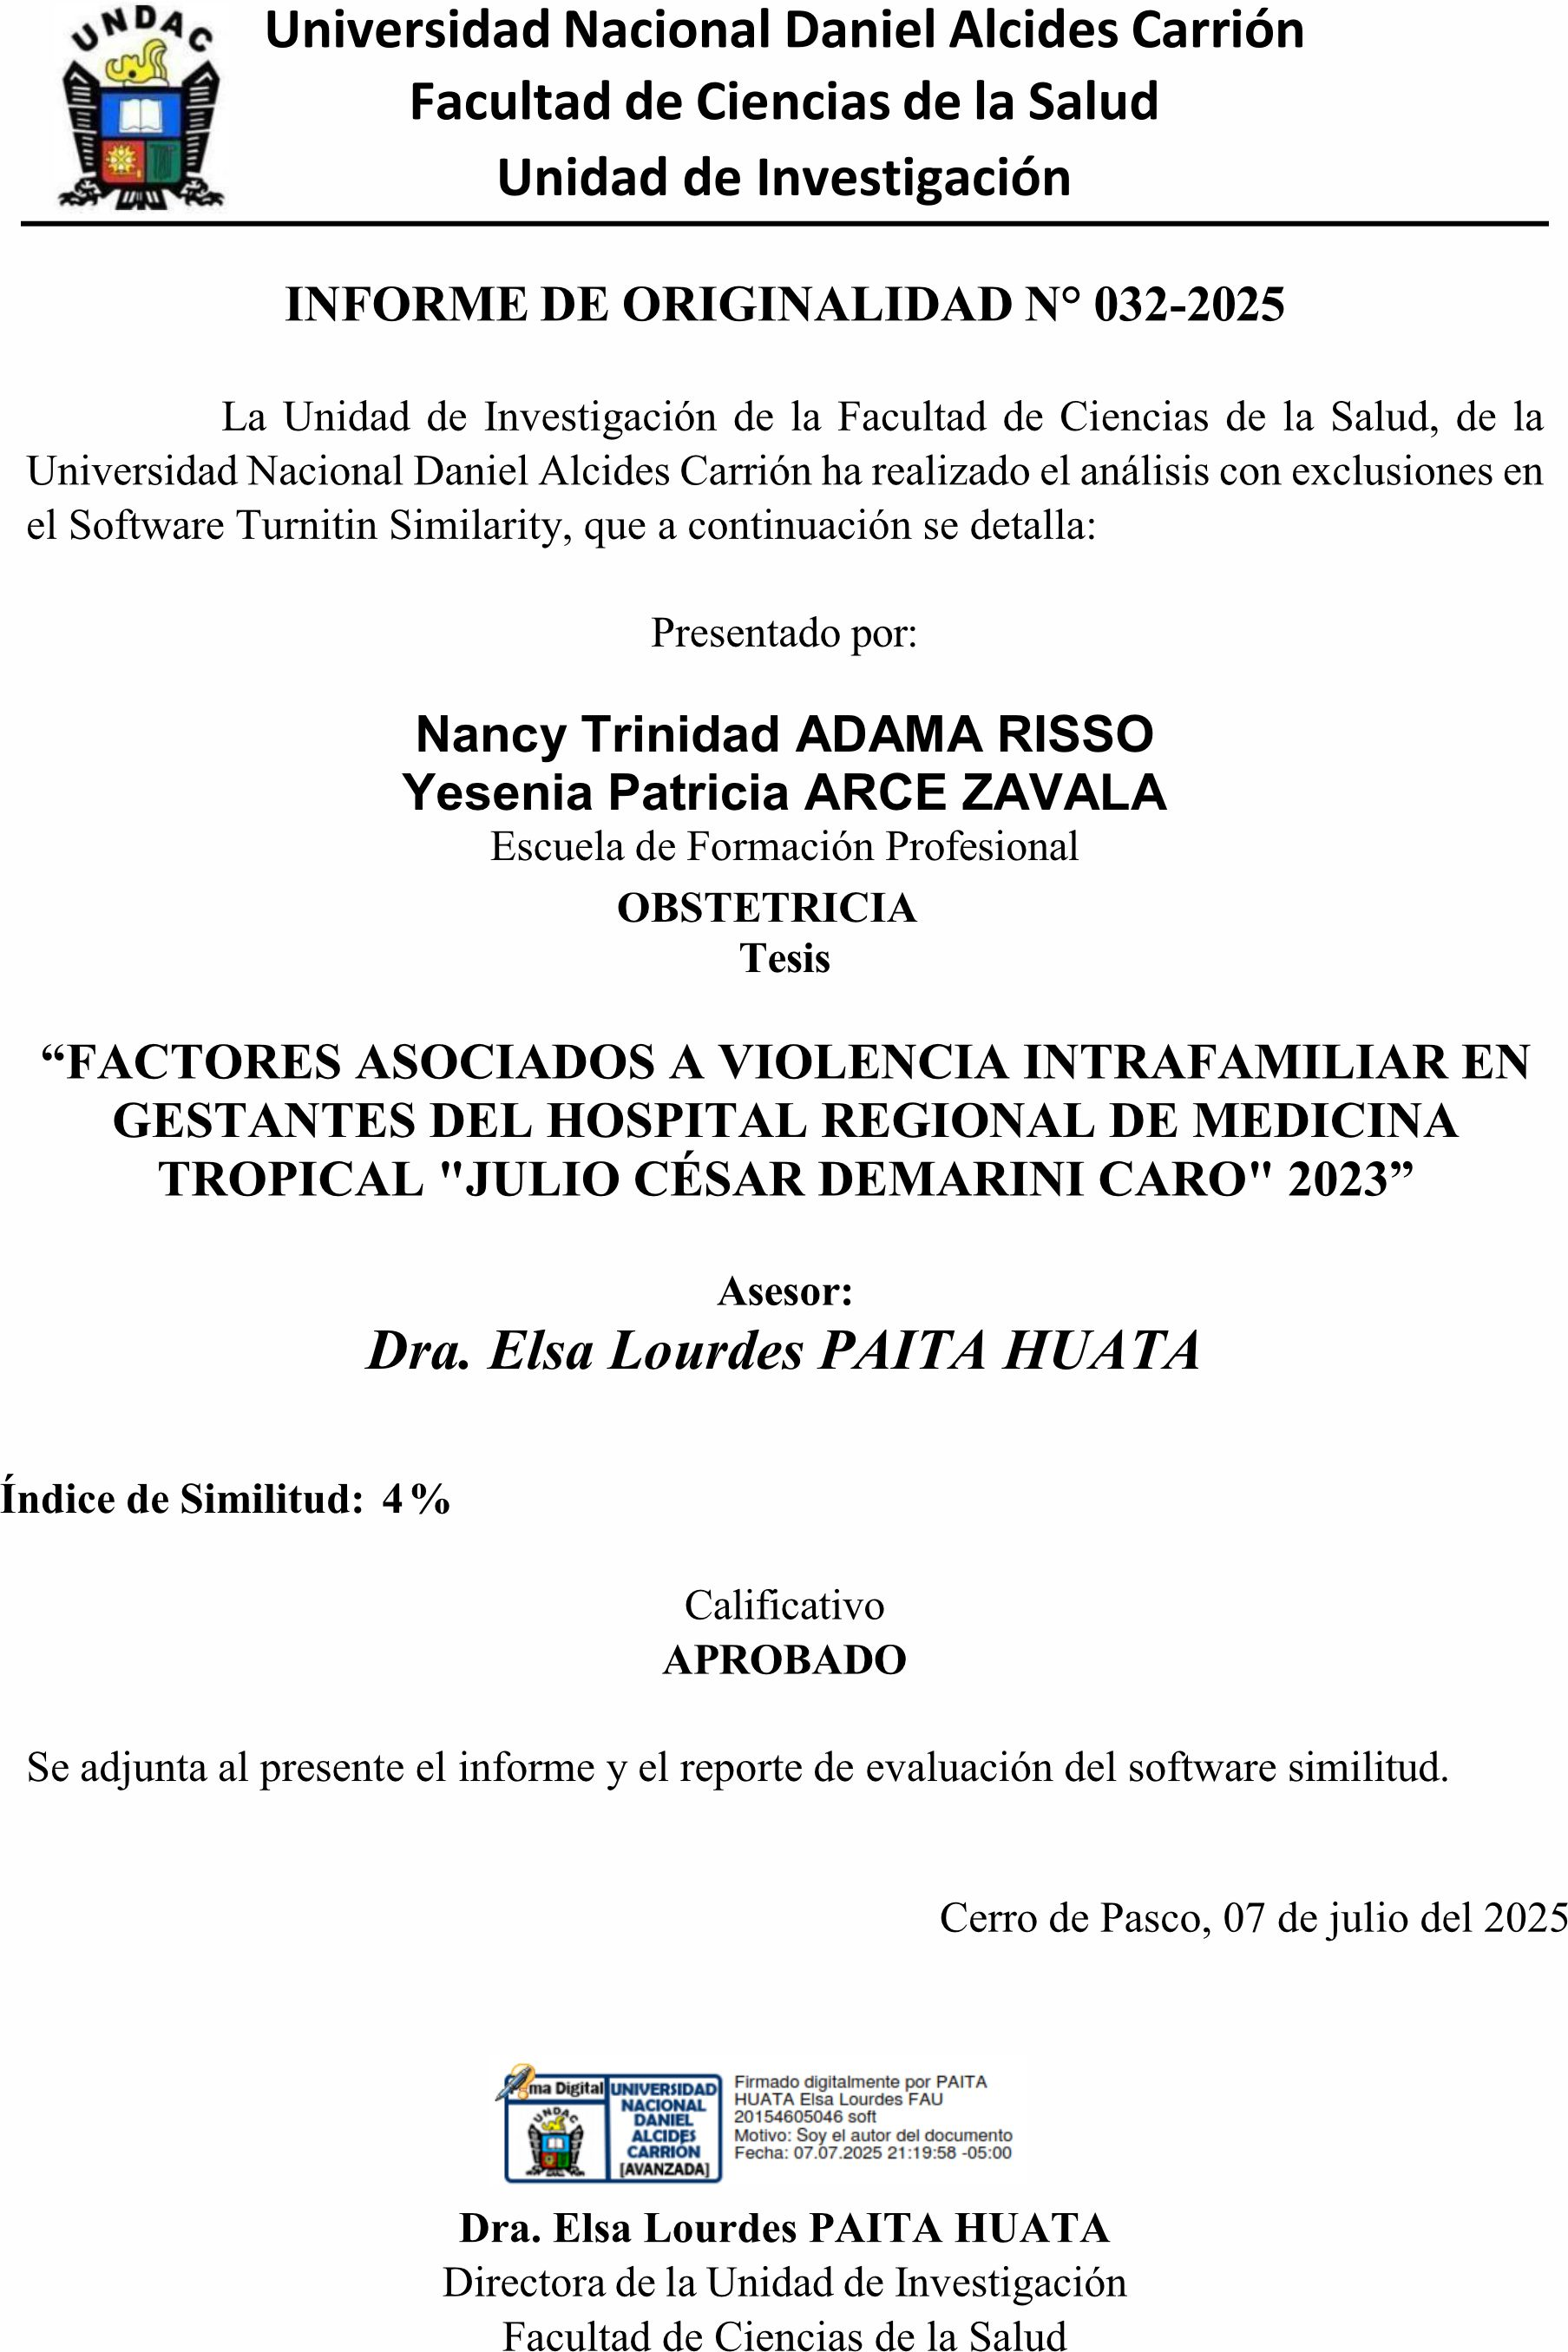 UNDAC
Universidad Nacional Daniel Alcides Carrión
Facultad de Ciencias de la Salud
Unidad de Investigación
INFORME DE ORIGINALIDAD N° 032-2025
La Unidad de Investigación de la Facultad de Ciencias de la Salud, de la
Universidad Nacional Daniel Alcides Carrión ha realizado el análisis con exclusiones en
el Software Turnitin Similarity, que a continuación se detalla:
Presentado por:
Nancy Trinidad ADAMA RISSO
Yesenia Patricia ARCE ZAVALA
Escuela de Formación Profesional
OBSTETRICIA
Tesis
“FACTORES ASOCIADOS A VIOLENCIA INTRAFAMILIAR EN
GESTANTES DEL HOSPITAL REGIONAL DE MEDICINA
TROPICAL "JULIO CÉSAR DEMARINI CARO" 2023”
Asesor:
Dra. Elsa Lourdes PAITA HUATA
Índice de Similitud: 4%
Calificativo
APROBADO
Se adjunta al presente el informe y el reporte de evaluación del software similitud.
Cerro de Pasco, 07 de julio del 2025
ma Digital
UNDAC
UNIVERSIDAD
NACIONAL
DANIEL
ALCIDES
CARRIÓN
[AVANZADA]
Firmado digitalmente por PAITA
HUATA Elsa Lourdes FAU
20154605046 soft
Motivo: Soy el autor del documento
Fecha: 07.07.2025 21:19:58 -05:00
Dra. Elsa Lourdes PAITA HUATA
Directora de la Unidad de Investigación
Facultad de Ciencias de la Salud